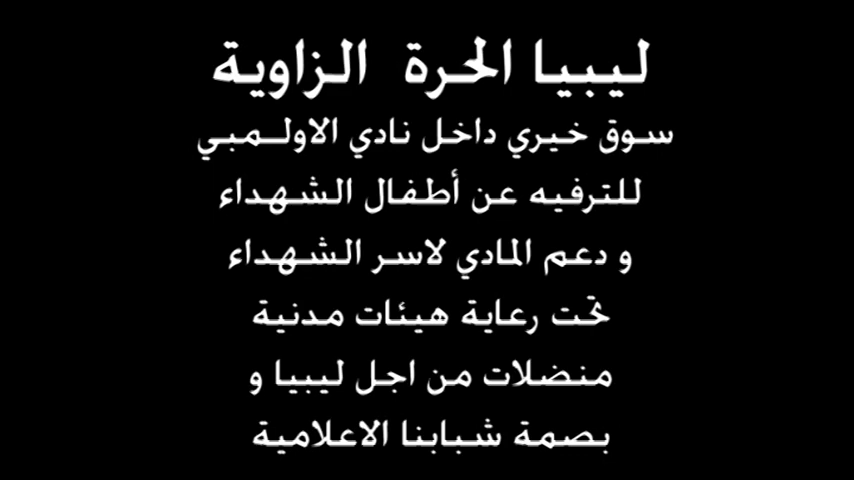 ليبيا الحرة الزاوية
سوق خيري داخل نادي الاولمبي
للترفيه عن أطفال الشهداء
و دعم المادي لاسر الشهداء
تحت رعاية هيئات مدنية
منضلات من اجل ليبيا و
بصمة شبابنا الاعلامية